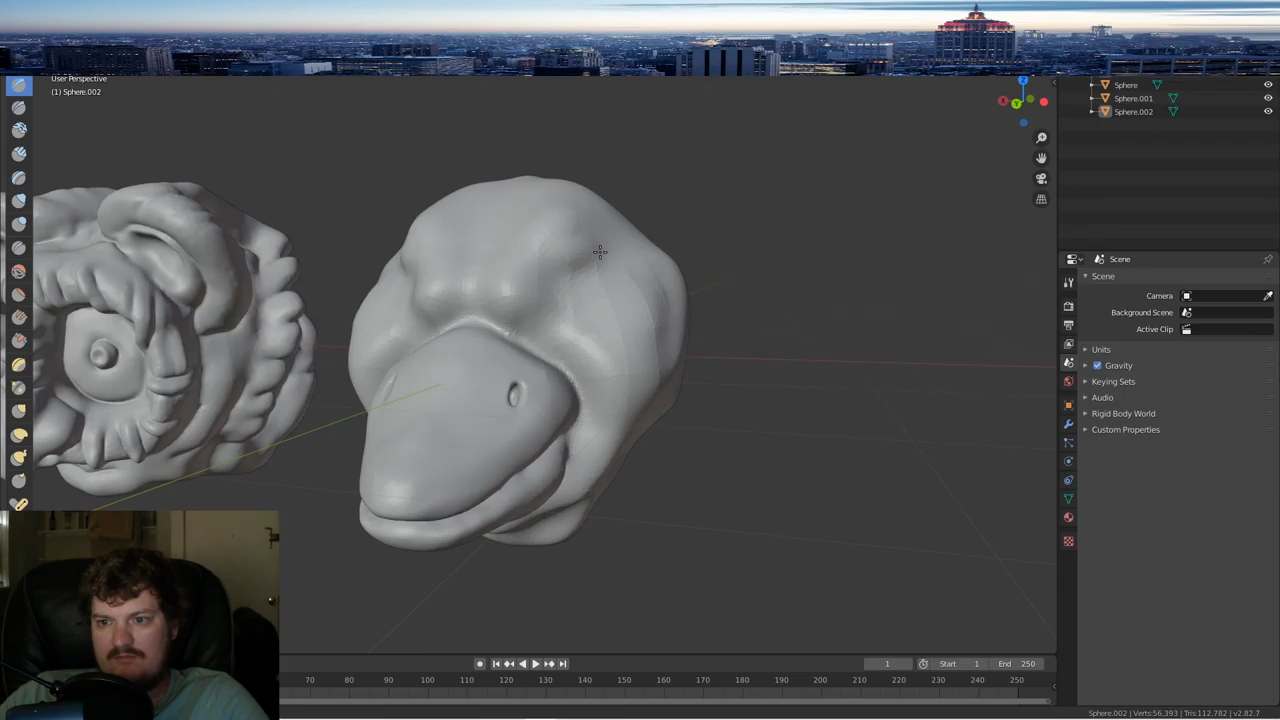 User Perspective
(1) Sphere.002
Z
X
Y
Sphere
Sphere.001
Sphere.002
Scene
Scene
Camera
Background Scene
Active Clip
Units
Gravity
Keying Sets
Audio
Rigid Body World
Custom Properties
1
Start 1
End 250
70 80 90 100 110 120 130 140 150 160 170 180 190 200 210 220 230 240 250
Sphere.002 | Verts:56,393 | Tris:112,782 | v2.82.7